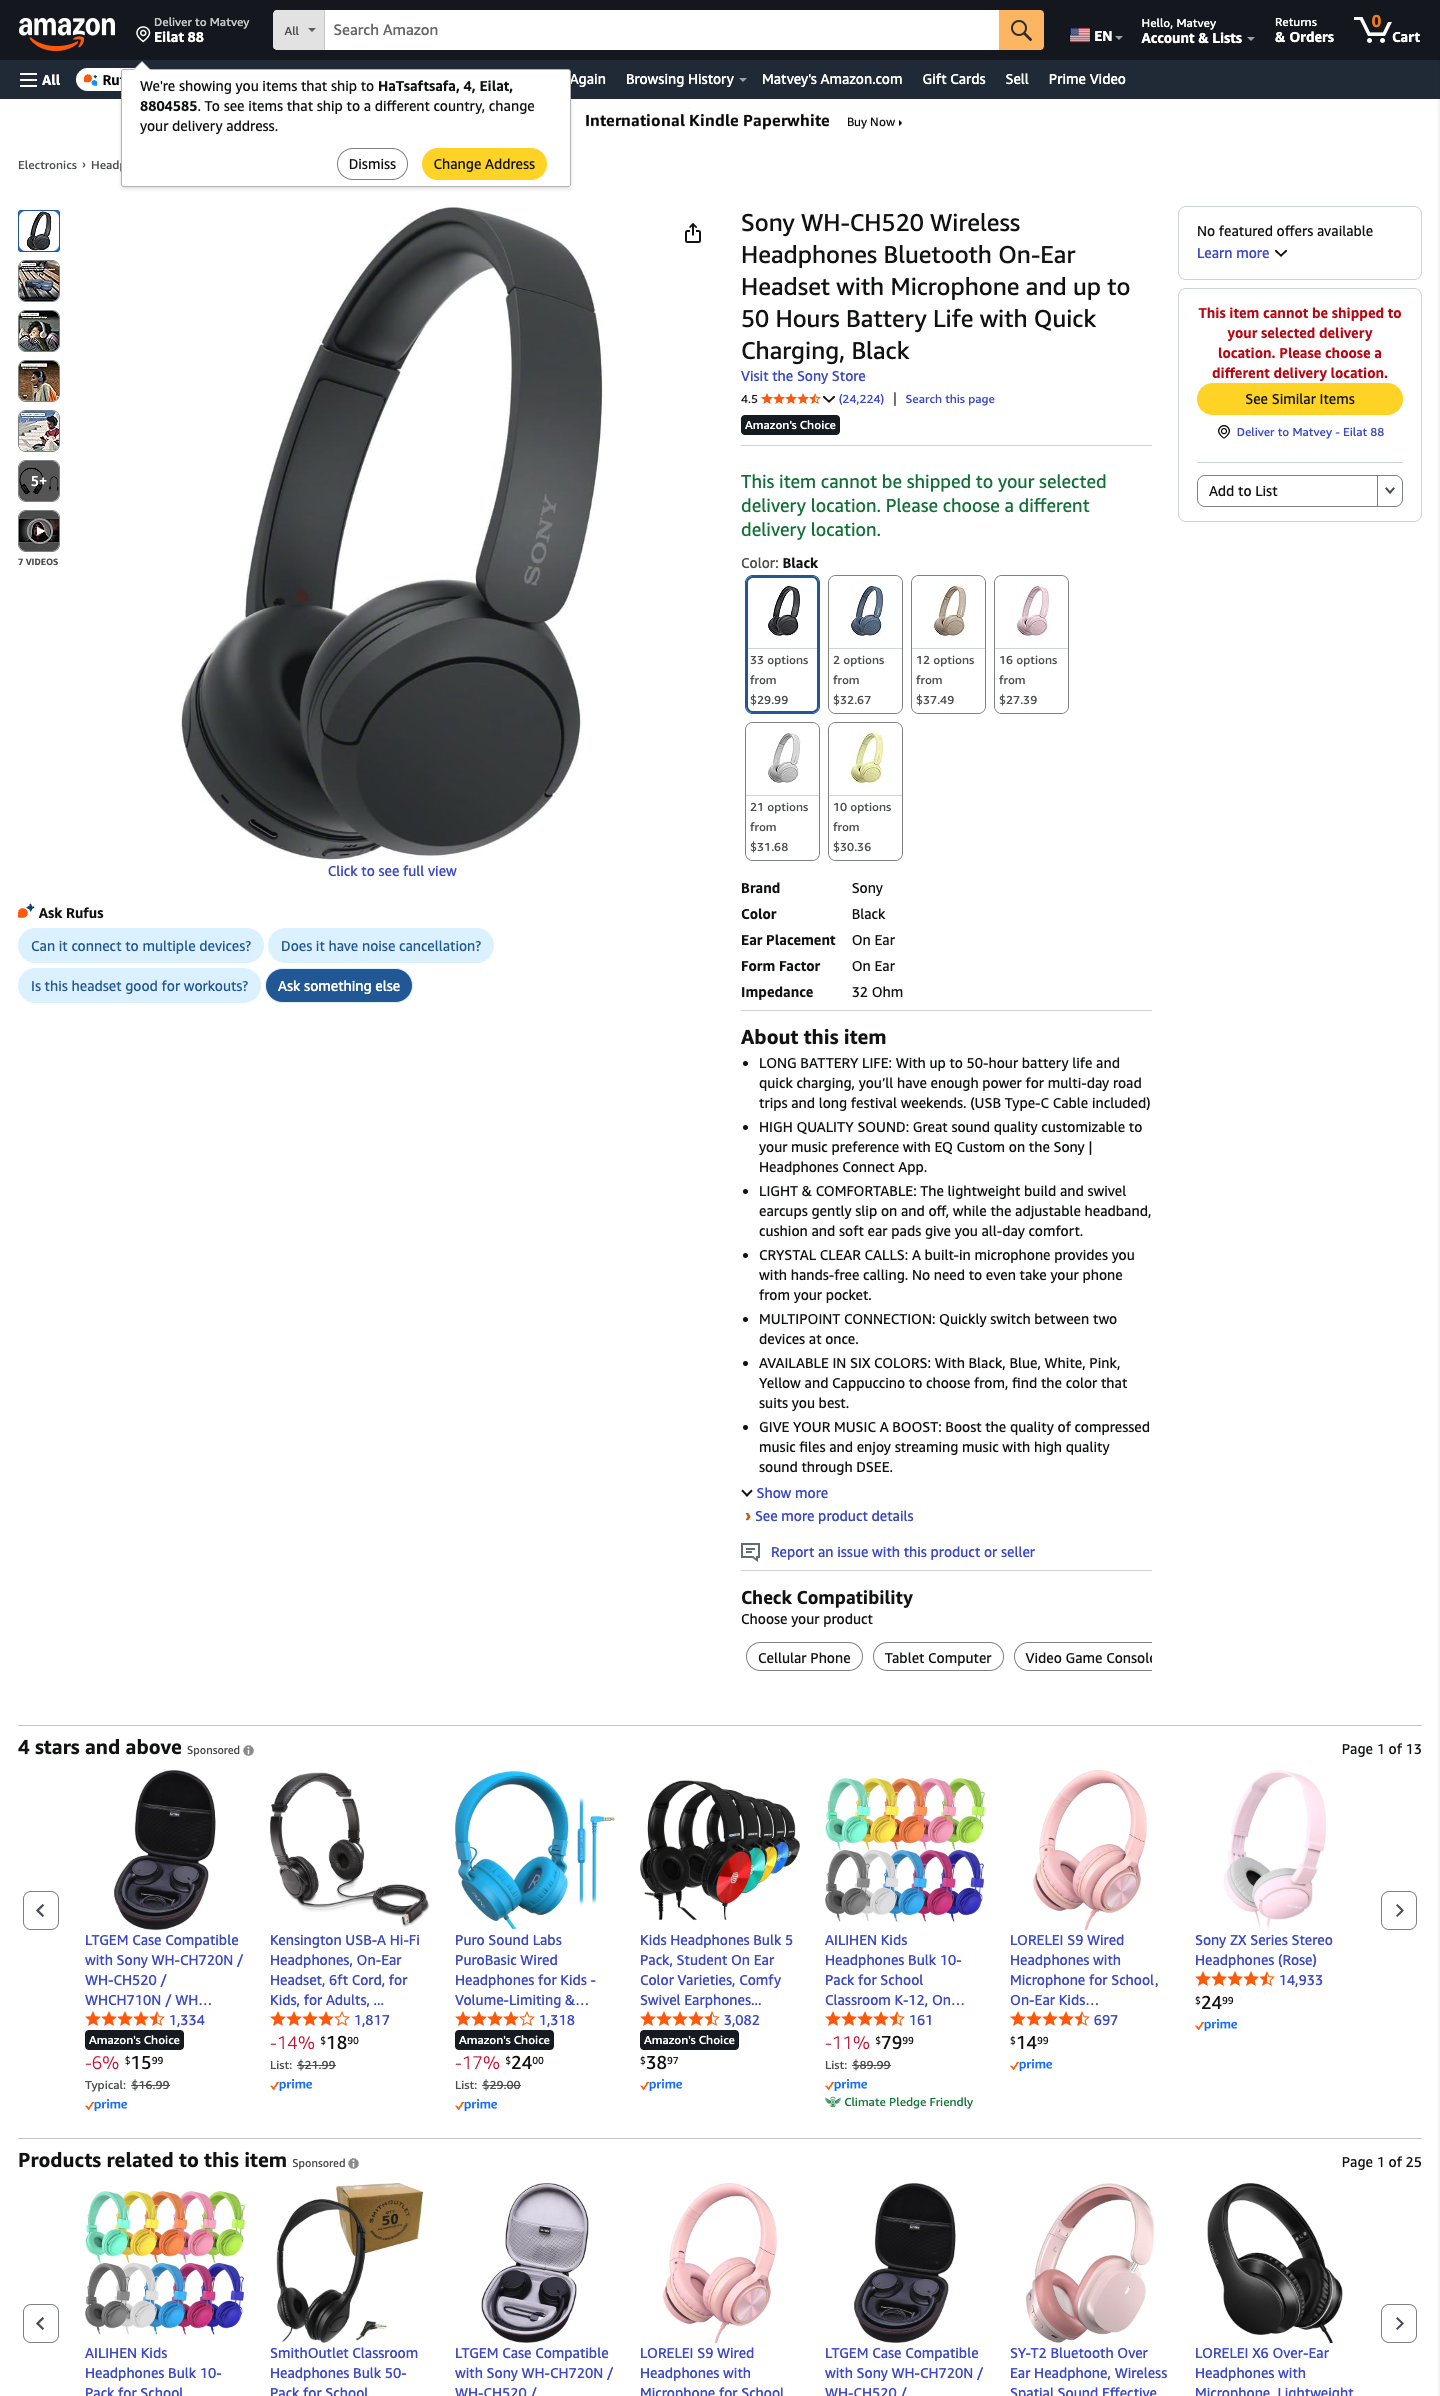 amazon
Deliver to Matvey
Eilat 88
All
Search Amazon
EN
Hello, Matvey
Account & Lists
Returns
& Orders
0
Cart
All
Again
Browsing History
Matvey's Amazon.com
Gift Cards
Sell
Prime Video
We're showing you items that ship to HaTsaftsafa, 4, Eilat,
8804585. To see items that ship to a different country, change
your delivery address.
Dismiss
Change Address
International Kindle Paperwhite
Buy Now
Electronics ›
SONY
Click to see full view
5+
7 VIDEOS
Ask Rufus
Can it connect to multiple devices?
Does it have noise cancellation?
Is this headset good for workouts?
Ask something else
Sony WH-CH520 Wireless
Headphones Bluetooth On-Ear
Headset with Microphone and up to
50 Hours Battery Life with Quick
Charging, Black
Visit the Sony Store
4.5
(24,224) | Search this page
Amazon's Choice
This item cannot be shipped to your selected
delivery location. Please choose a different
delivery location.
Color: Black
33 options
from
$29.99
2 options
from
$32.67
12 options
from
$37.49
16 options
from
$27.39
21 options
from
$31.68
10 options
from
$30.36
Brand Sony
Color Black
Ear Placement On Ear
Form Factor On Ear
Impedance 32 Ohm
About this item
• LONG BATTERY LIFE: With up to 50-hour battery life and
quick charging, you’ll have enough power for multi-day road
trips and long festival weekends. (USB Type-C Cable included)
• HIGH QUALITY SOUND: Great sound quality customizable to
your music preference with EQ Custom on the Sony |
Headphones Connect App.
• LIGHT & COMFORTABLE: The lightweight build and swivel
earcups gently slip on and off, while the adjustable headband,
cushion and soft ear pads give you all-day comfort.
• CRYSTAL CLEAR CALLS: A built-in microphone provides you
with hands-free calling. No need to even take your phone
from your pocket.
• MULTIPOINT CONNECTION: Quickly switch between two
devices at once.
• AVAILABLE IN SIX COLORS: With Black, Blue, White, Pink,
Yellow and Cappuccino to choose from, find the color that
suits you best.
• GIVE YOUR MUSIC A BOOST: Boost the quality of compressed
music files and enjoy streaming music with high quality
sound through DSEE.
Show more
› See more product details
Report an issue with this product or seller
Check Compatibility
Choose your product
Cellular Phone
Tablet Computer
Video Game Console
No featured offers available
Learn more
This item cannot be shipped to
your selected delivery
location. Please choose a
different delivery location.
See Similar Items
Deliver to Matvey - Eilat 88
Add to List
4 stars and above Sponsored
Page 1 of 13
LTGEM Case Compatible
with Sony WH-CH720N /
WH-CH520 /
WHCH710N / WH…
1,334
Amazon's Choice
-6% $15.99
Typical: $16.99
prime
Kensington USB-A Hi-Fi
Headphones, On-Ear
Headset, 6ft Cord, for
Kids, for Adults, ...
1,817
-14% $18.90
List: $21.99
prime
Puro Sound Labs
PuroBasic Wired
Headphones for Kids -
Volume-Limiting &…
1,318
Amazon's Choice
-17% $24.00
List: $29.00
prime
Kids Headphones Bulk 5
Pack, Student On Ear
Color Varieties, Comfy
Swivel Earphones...
3,082
Amazon's Choice
$38.97
prime
AILIHEN Kids
Headphones Bulk 10-
Pack for School
Classroom K-12, On…
161
-11% $79.99
List: $89.99
prime
Climate Pledge Friendly
LORELEI S9 Wired
Headphones with
Microphone for School,
On-Ear Kids…
697
$14.99
prime
Sony ZX Series Stereo
Headphones (Rose)
14,933
$24.99
prime
Products related to this item Sponsored
Page 1 of 25
50
AILIHEN Kids
Headphones Bulk 10-
Pack for School
SmithOutlet Classroom
Headphones Bulk 50-
Pack for School
LTGEM Case Compatible
with Sony WH-CH720N /
WH-CH520 /
LORELEI S9 Wired
Headphones with
Microphone for School
LTGEM Case Compatible
with Sony WH-CH720N /
WH-CH520 /
SY-T2 Bluetooth Over
Ear Headphone, Wireless
Spatial Sound Effective
LORELEI X6 Over-Ear
Headphones with
Microphone, Lightweight